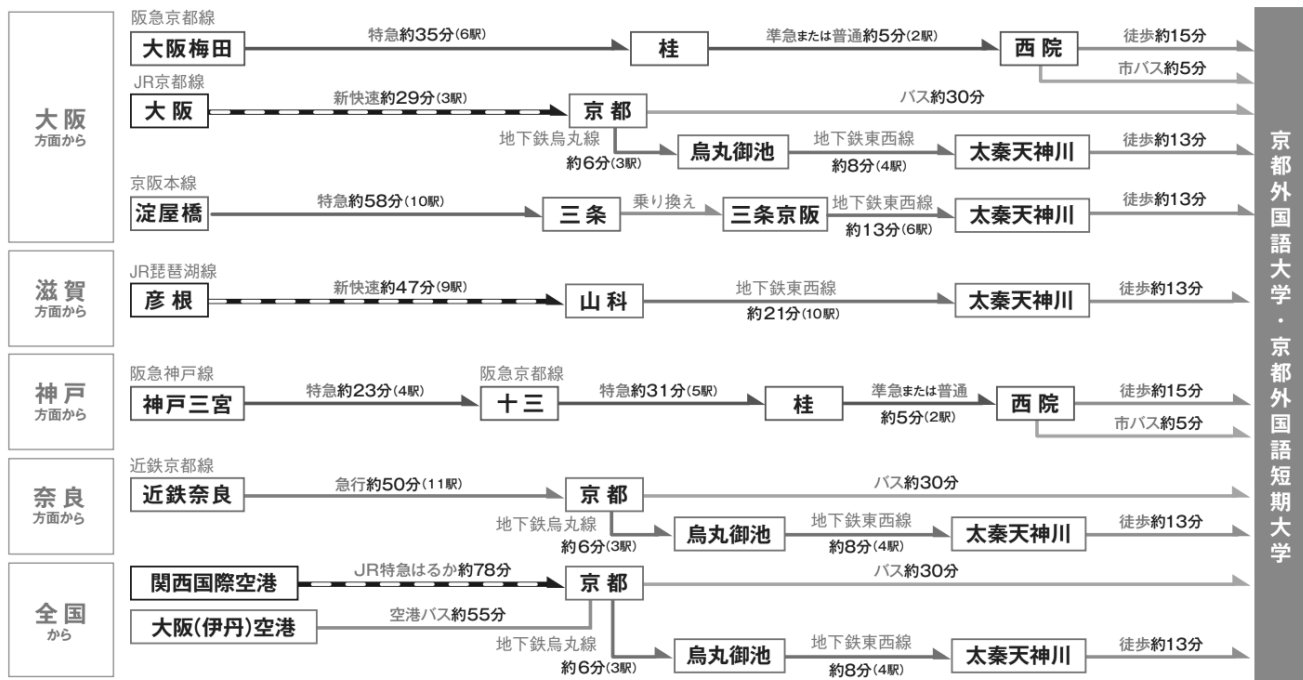 大阪
方面から
阪急京都線
大阪梅田
特急約35分(6駅)
桂
準急または普通約5分(2駅)
西院
徒歩約15分
市バス約5分
JR京都線
大阪
新快速約29分(3駅)
京都
バス約30分
地下鉄烏丸線
約6分(3駅)
烏丸御池
地下鉄東西線
約8分(4駅)
太秦天神川
徒歩約13分
京阪本線
淀屋橋
特急約58分(10駅)
三条
乗り換え
三条京阪
地下鉄東西線
約13分(6駅)
太秦天神川
徒歩約13分
滋賀
方面から
JR琵琶湖線
彦根
新快速約47分(9駅)
山科
地下鉄東西線
約21分(10駅)
太秦天神川
徒歩約13分
神戸
方面から
阪急神戸線
神戸三宮
特急約23分(4駅)
阪急京都線
十三
特急約31分(5駅)
桂
準急または普通
約5分(2駅)
西院
徒歩約15分
市バス約5分
奈良
方面から
近鉄京都線
近鉄奈良
急行約50分(11駅)
京都
バス約30分
地下鉄烏丸線
約6分(3駅)
烏丸御池
地下鉄東西線
約8分(4駅)
太秦天神川
徒歩約13分
全国
から
関西国際空港
JR特急はるか約78分
京都
バス約30分
大阪(伊丹)空港
空港バス約55分
地下鉄烏丸線
約6分(3駅)
烏丸御池
地下鉄東西線
約8分(4駅)
太秦天神川
徒歩約13分
京都外国語大学・京都外国語短期大学